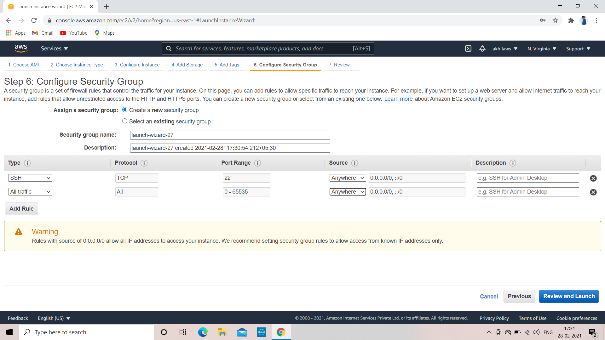 console.aws.amazon.com/ec2/v2/home?region=us-east-1#LaunchInstanceWizard:
Apps Gmail YouTube Maps
aws Services Search for services, features, marketplace products, and docs [Alt+S] N. Virginia Support
1. Choose AMI 2. Choose Instance Type 3. Configure Instance 4. Add Storage 5. Add Tags 6. Configure Security Group 7. Review
Step 6: Configure Security Group
A security group is a set of firewall rules that control the traffic for your instance. On this page, you can add rules to allow specific traffic to reach your instance. For example, if you want to set up a web server and allow Internet traffic to reach your
instance, add rules that allow unrestricted access to the HTTP and HTTPS ports. You can create a new security group or select from an existing one below. Learn more about Amazon EC2 security groups.
Assign a security group: Create a new security group
Select an existing security group
Security group name: launch-wizard-27
Description: launch-wizard-27 created 2021-02-28
Type Protocol Port Range Source Description
SSH TCP 22 Anywhere 0.0.0.0/0, ::/0 e.g. SSH for Admin Desktop
All traffic All 0 - 65535 Anywhere 0.0.0.0/0, ::/0 e.g. SSH for Admin Desktop
Add Rule
Warning
Rules with source of 0.0.0.0/0 allow all IP addresses to access your instance. We recommend setting security group rules to allow access from known IP addresses only.
Cancel Previous Review and Launch
Feedback English (US) © 2008 - 2021, Amazon Internet Services Private Ltd. or its affiliates. All rights reserved. Privacy Policy Terms of Use Cookie preferences
Type here to search ENG
28-02-2021